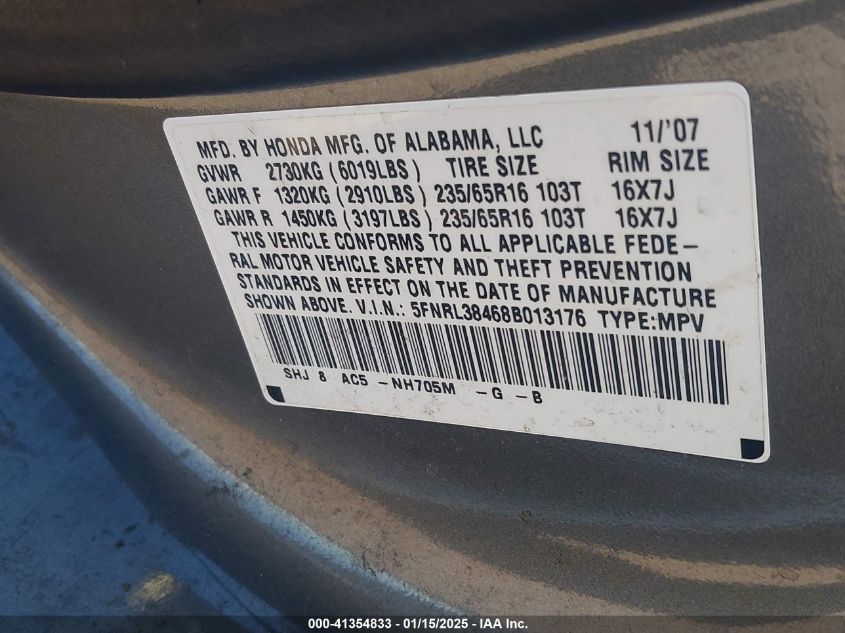 MFD. BY HONDA MFG. OF ALABAMA, LLC 11/'07
GVWR 2730KG (6019LBS) TIRE SIZE RIM SIZE
GAWR F 1320KG (2910LBS) 235/65R16 103T 16X7J
GAWR R 1450KG (3197LBS) 235/65R16 103T 16X7J
THIS VEHICLE CONFORMS TO ALL APPLICABLE FEDE-
RAL MOTOR VEHICLE SAFETY AND THEFT PREVENTION
STANDARDS IN EFFECT ON THE DATE OF MANUFACTURE
SHOWN ABOVE. V.I.N.: 5FNRL38468B013176 TYPE:MPV
SHJ 8 AC5 -NH705M -G -B
000-41354833 - 01/15/2025 - IAA Inc.